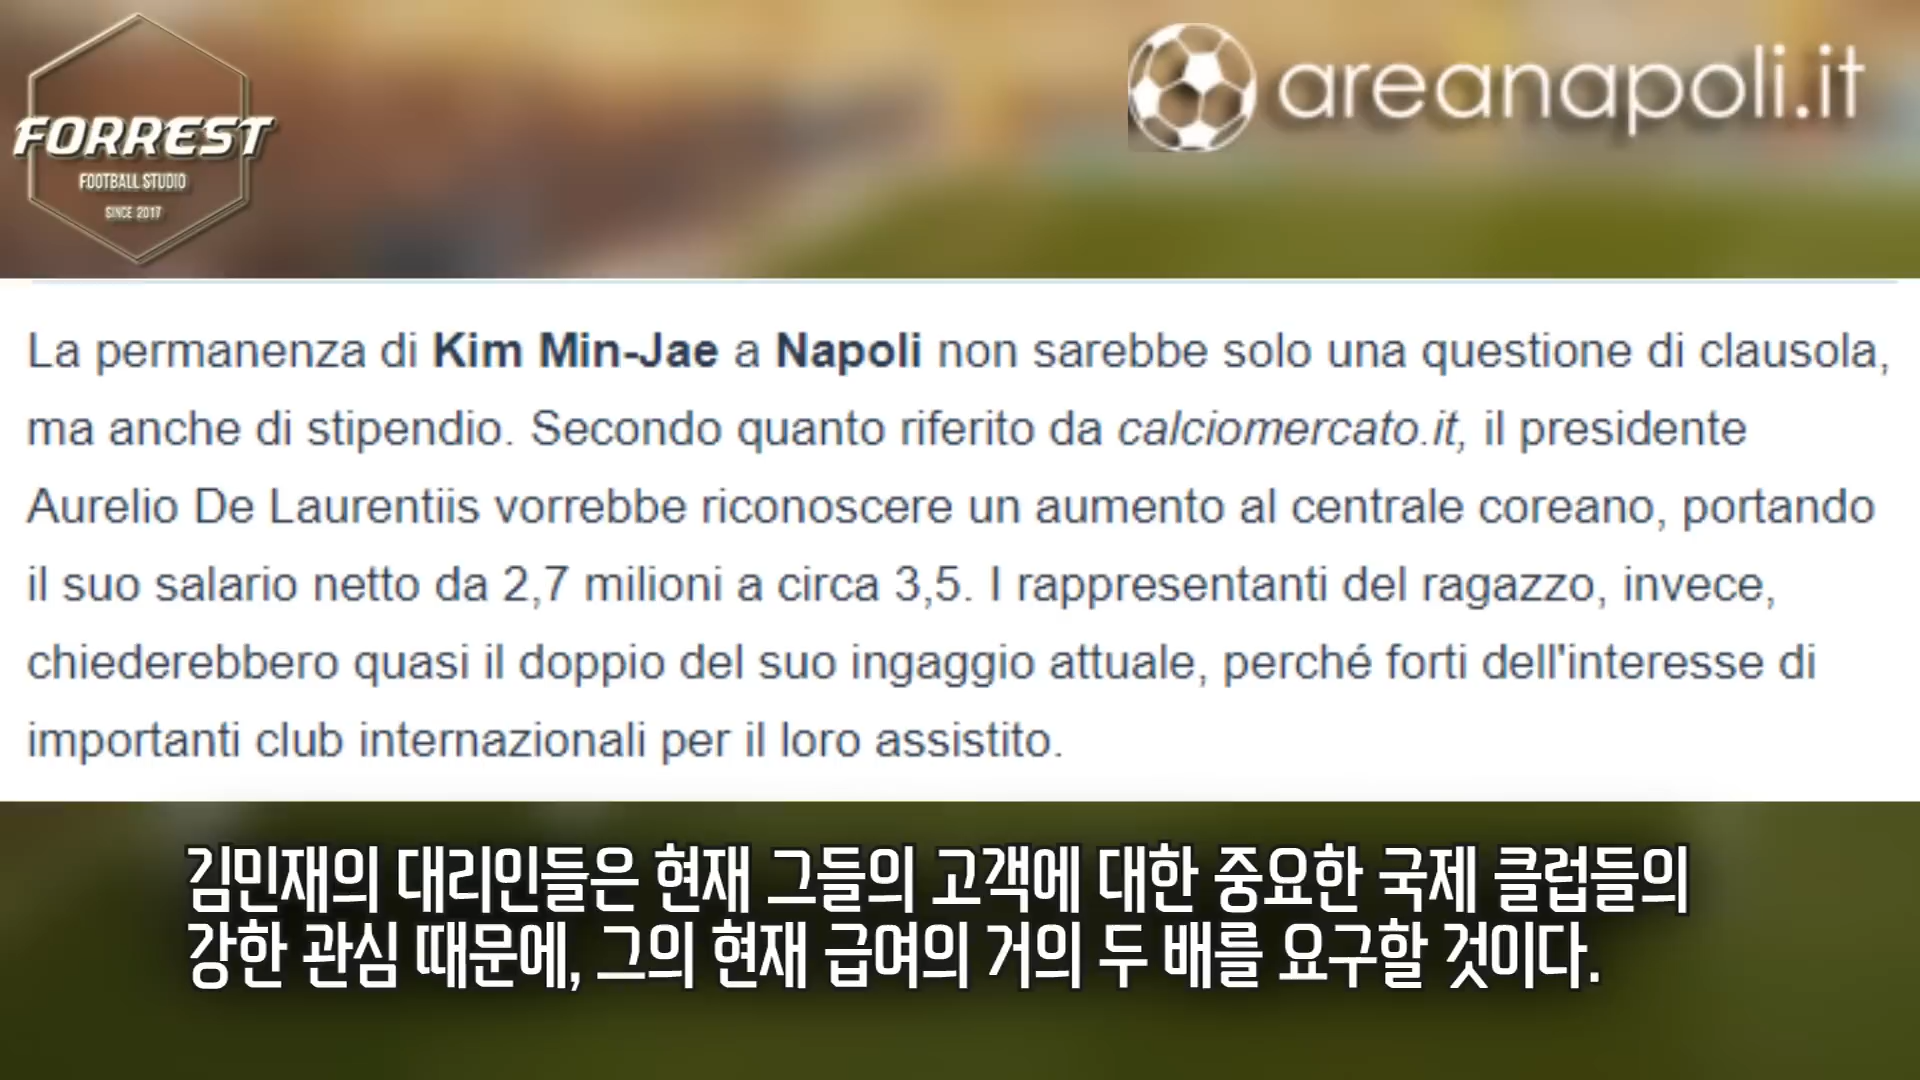 FORREST
FOOTBALL STUDIO
SINCE 2017
areanapoli.it
La permanenza di Kim Min-Jae a Napoli non sarebbe solo una questione di clausola,
ma anche di stipendio. Secondo quanto riferito da calciomercato.it, il presidente
Aurelio De Laurentiis vorrebbe riconoscere un aumento al centrale coreano, portando
il suo salario netto da 2,7 milioni a circa 3,5. I rappresentanti del ragazzo, invece,
chiederebbero quasi il doppio del suo ingaggio attuale, perché forti dell'interesse di
importanti club internazionali per il loro assistito.
김민재의 대리인들은 현재 그들의 고객에 대한 중요한 국제 클럽들의
강한 관심 때문에, 그의 현재 급여의 거의 두 배를 요구할 것이다.